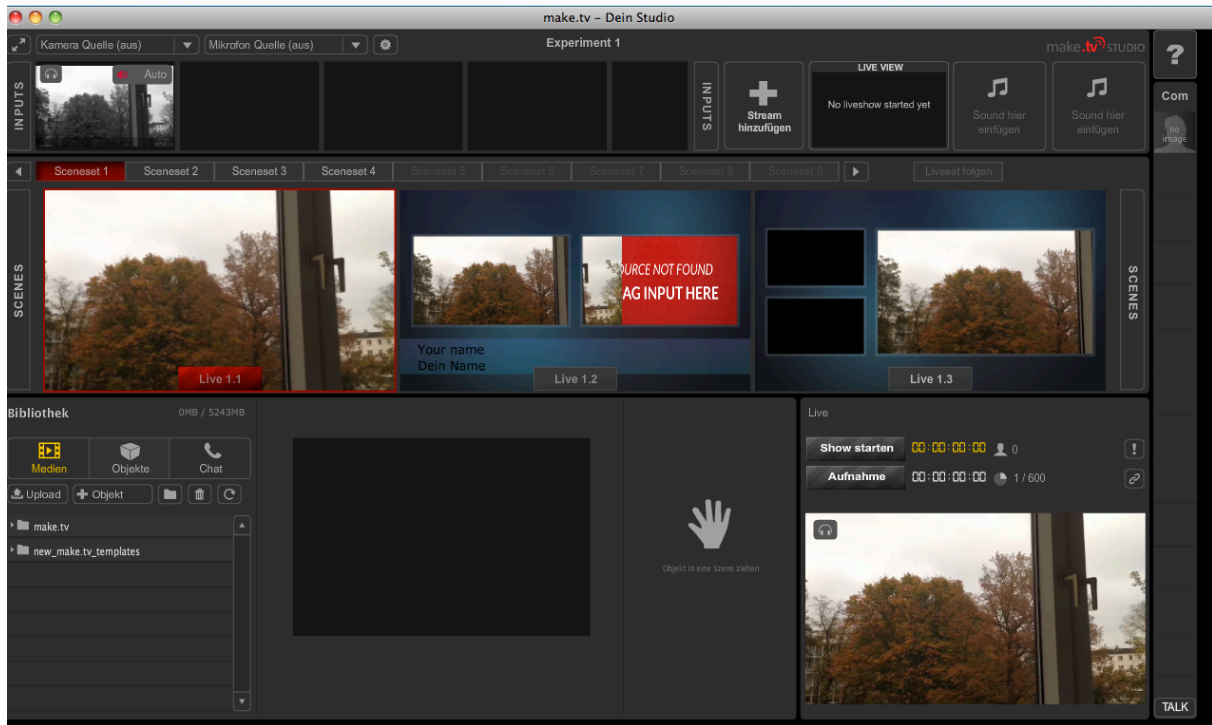 make.tv – Dein Studio
Kamera Quelle (aus)
Mikrofon Quelle (aus)
Experiment 1
make.tv STUDIO
?
INPUTS
Auto
INPUTS
Stream
hinzufügen
LIVE VIEW
No liveshow started yet
Sound hier
einfügen
Sound hier
einfügen
Com
no
image
Sceneset 1
Sceneset 2
Sceneset 3
Sceneset 4
Sceneset 5
Sceneset 6
Sceneset 7
Sceneset 8
Sceneset 9
Liveset folgen
SCENES
Live 1.1
OURCE NOT FOUND
AG INPUT HERE
Your name
Dein Name
Live 1.2
Live 1.3
SCENES
Bibliothek
0MB / 5243MB
Medien
Objekte
Chat
Upload
Objekt
make.tv
new_make.tv_templates
Objekt in eine Szene ziehen
Live
Show starten 00:00:00:00 0
!
Aufnahme 00:00:00:00 1 / 600
TALK